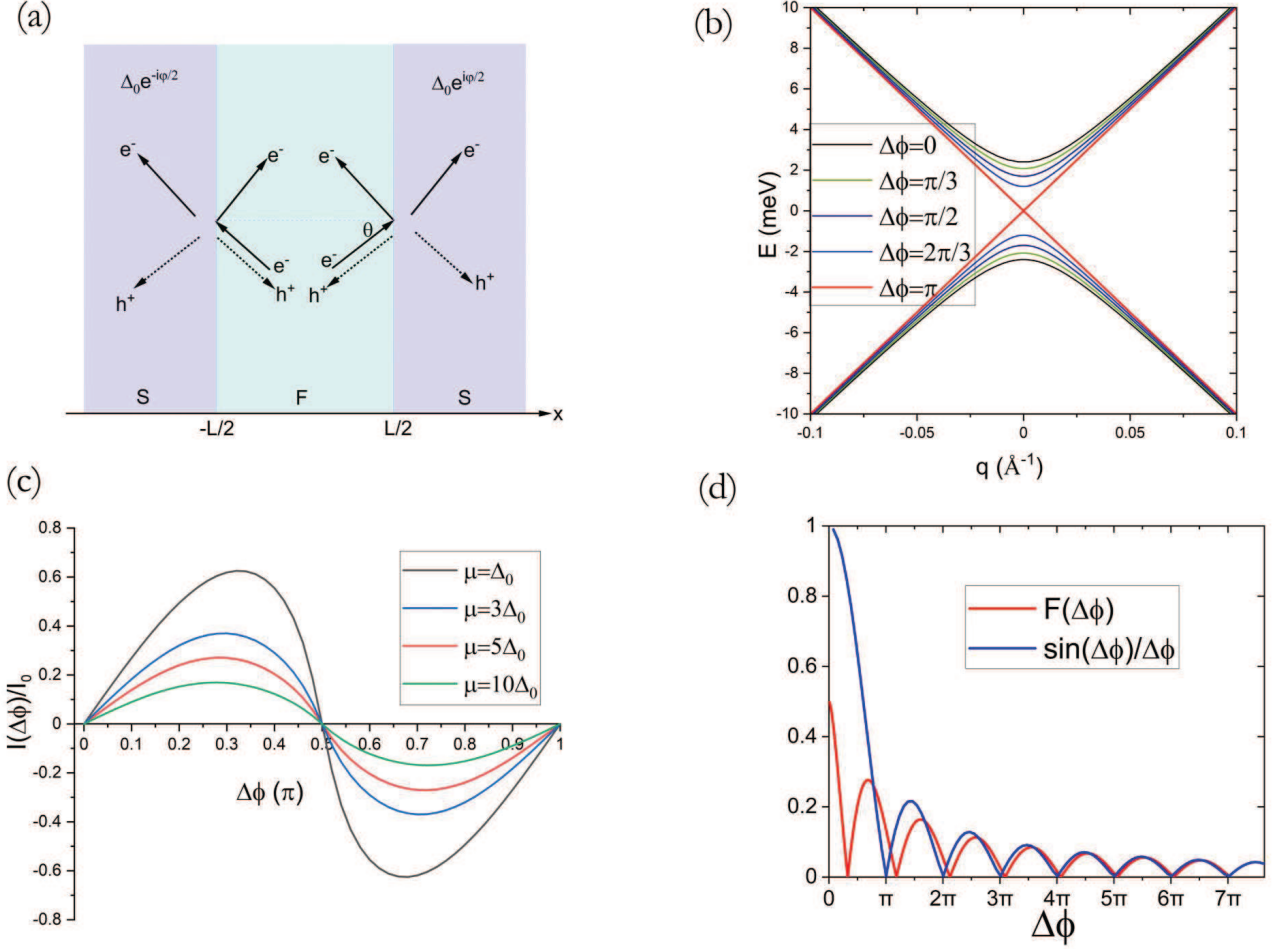 (a)
Δ₀e^{-iφ/2}
Δ₀e^{iφ/2}
e⁻
e⁻
e⁻
e⁻
θ
e⁻
e⁻
h⁺
h⁺
h⁺
h⁺
S
F
S
x
-L/2
L/2
(b)
10
8
6
4
2
0
-2
-4
-6
-8
-10
E (meV)
Δϕ=0
Δϕ=π/3
Δϕ=π/2
Δϕ=2π/3
Δϕ=π
-0.1
-0.05
0
0.05
0.1
q (Å⁻¹)
(c)
0.8
0.6
0.4
0.2
0
-0.2
-0.4
-0.6
-0.8
I(Δϕ)/I₀
μ=Δ₀
μ=3Δ₀
μ=5Δ₀
μ=10Δ₀
0
0.1
0.2
0.3
0.4
0.5
0.6
0.7
0.8
0.9
1
Δϕ (π)
(d)
1
0.8
0.6
0.4
0.2
0
F(Δϕ)
sin(Δϕ)/Δϕ
0
π
2π
3π
4π
5π
6π
7π
Δϕ